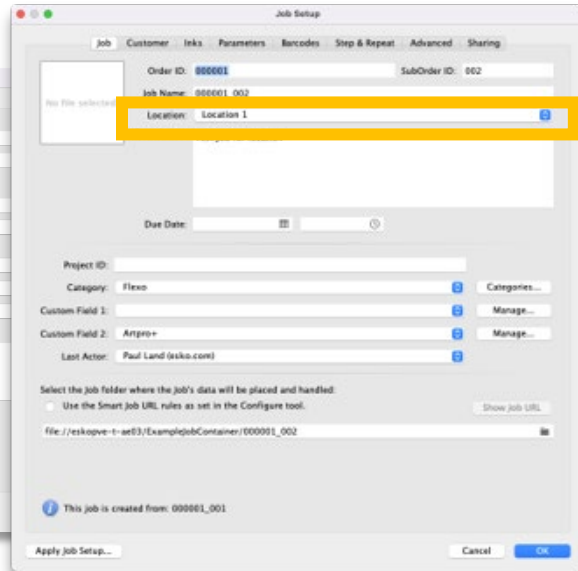 Job Setup
Job Customer Inks Parameters Barcodes Step & Repeat Advanced Sharing
No file selected
Order ID: 000001 SubOrder ID: 002
Job Name: 000001_002
Location: Location 1
Due Date:
Project ID:
Category: Flexo Categories...
Custom Field 1: Manage...
Custom Field 2: Artpro+ Manage...
Last Actor: Paul Land (esko.com)
Select the Job folder where the Job's data will be placed and handled:
Use the Smart Job URL rules as set in the Configure tool.
Show Job URL
file://eskopve-t-ae03/ExampleJobContainer/000001_002
This job is created from: 000001_001
Apply Job Setup... Cancel OK